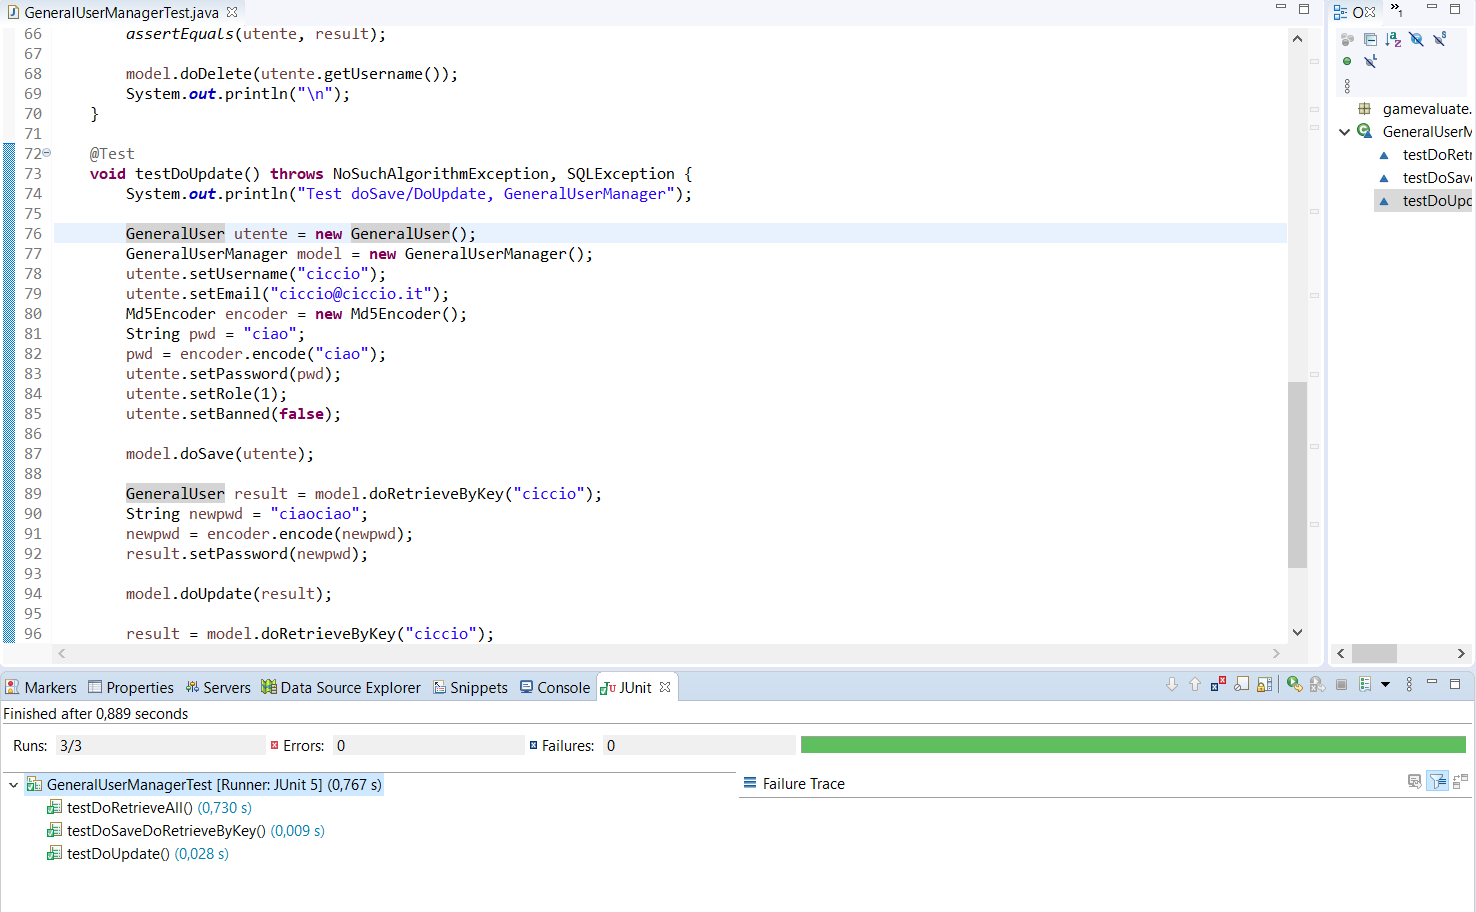 GeneralUserManagerTest.java
66 assertEquals(utente, result);
67
68 model.doDelete(utente.getUsername());
69 System.out.println("\n");
70 }
71
72 @Test
73 void testDoUpdate() throws NoSuchAlgorithmException, SQLException {
74 System.out.println("Test doSave/DoUpdate, GeneralUserManager");
75
76 GeneralUser utente = new GeneralUser();
77 GeneralUserManager model = new GeneralUserManager();
78 utente.setUsername("ciccio");
79 utente.setEmail("ciccio@ciccio.it");
80 Md5Encoder encoder = new Md5Encoder();
81 String pwd = "ciao";
82 pwd = encoder.encode("ciao");
83 utente.setPassword(pwd);
84 utente.setRole(1);
85 utente.setBanned(false);
86
87 model.doSave(utente);
88
89 GeneralUser result = model.doRetrieveByKey("ciccio");
90 String newpwd = "ciaociao";
91 newpwd = encoder.encode(newpwd);
92 result.setPassword(newpwd);
93
94 model.doUpdate(result);
95
96 result = model.doRetrieveByKey("ciccio");
O
gamevaluate.
GeneralUserM
testDoRetr
testDoSave
testDoUpd
Markers Properties Servers Data Source Explorer Snippets Console JUnit
Finished after 0,889 seconds
Runs: 3/3 Errors: 0 Failures: 0
GeneralUserManagerTest [Runner: JUnit 5] (0,767 s)
testDoRetrieveAll() (0,730 s)
testDoSaveDoRetrieveByKey() (0,009 s)
testDoUpdate() (0,028 s)
Failure Trace